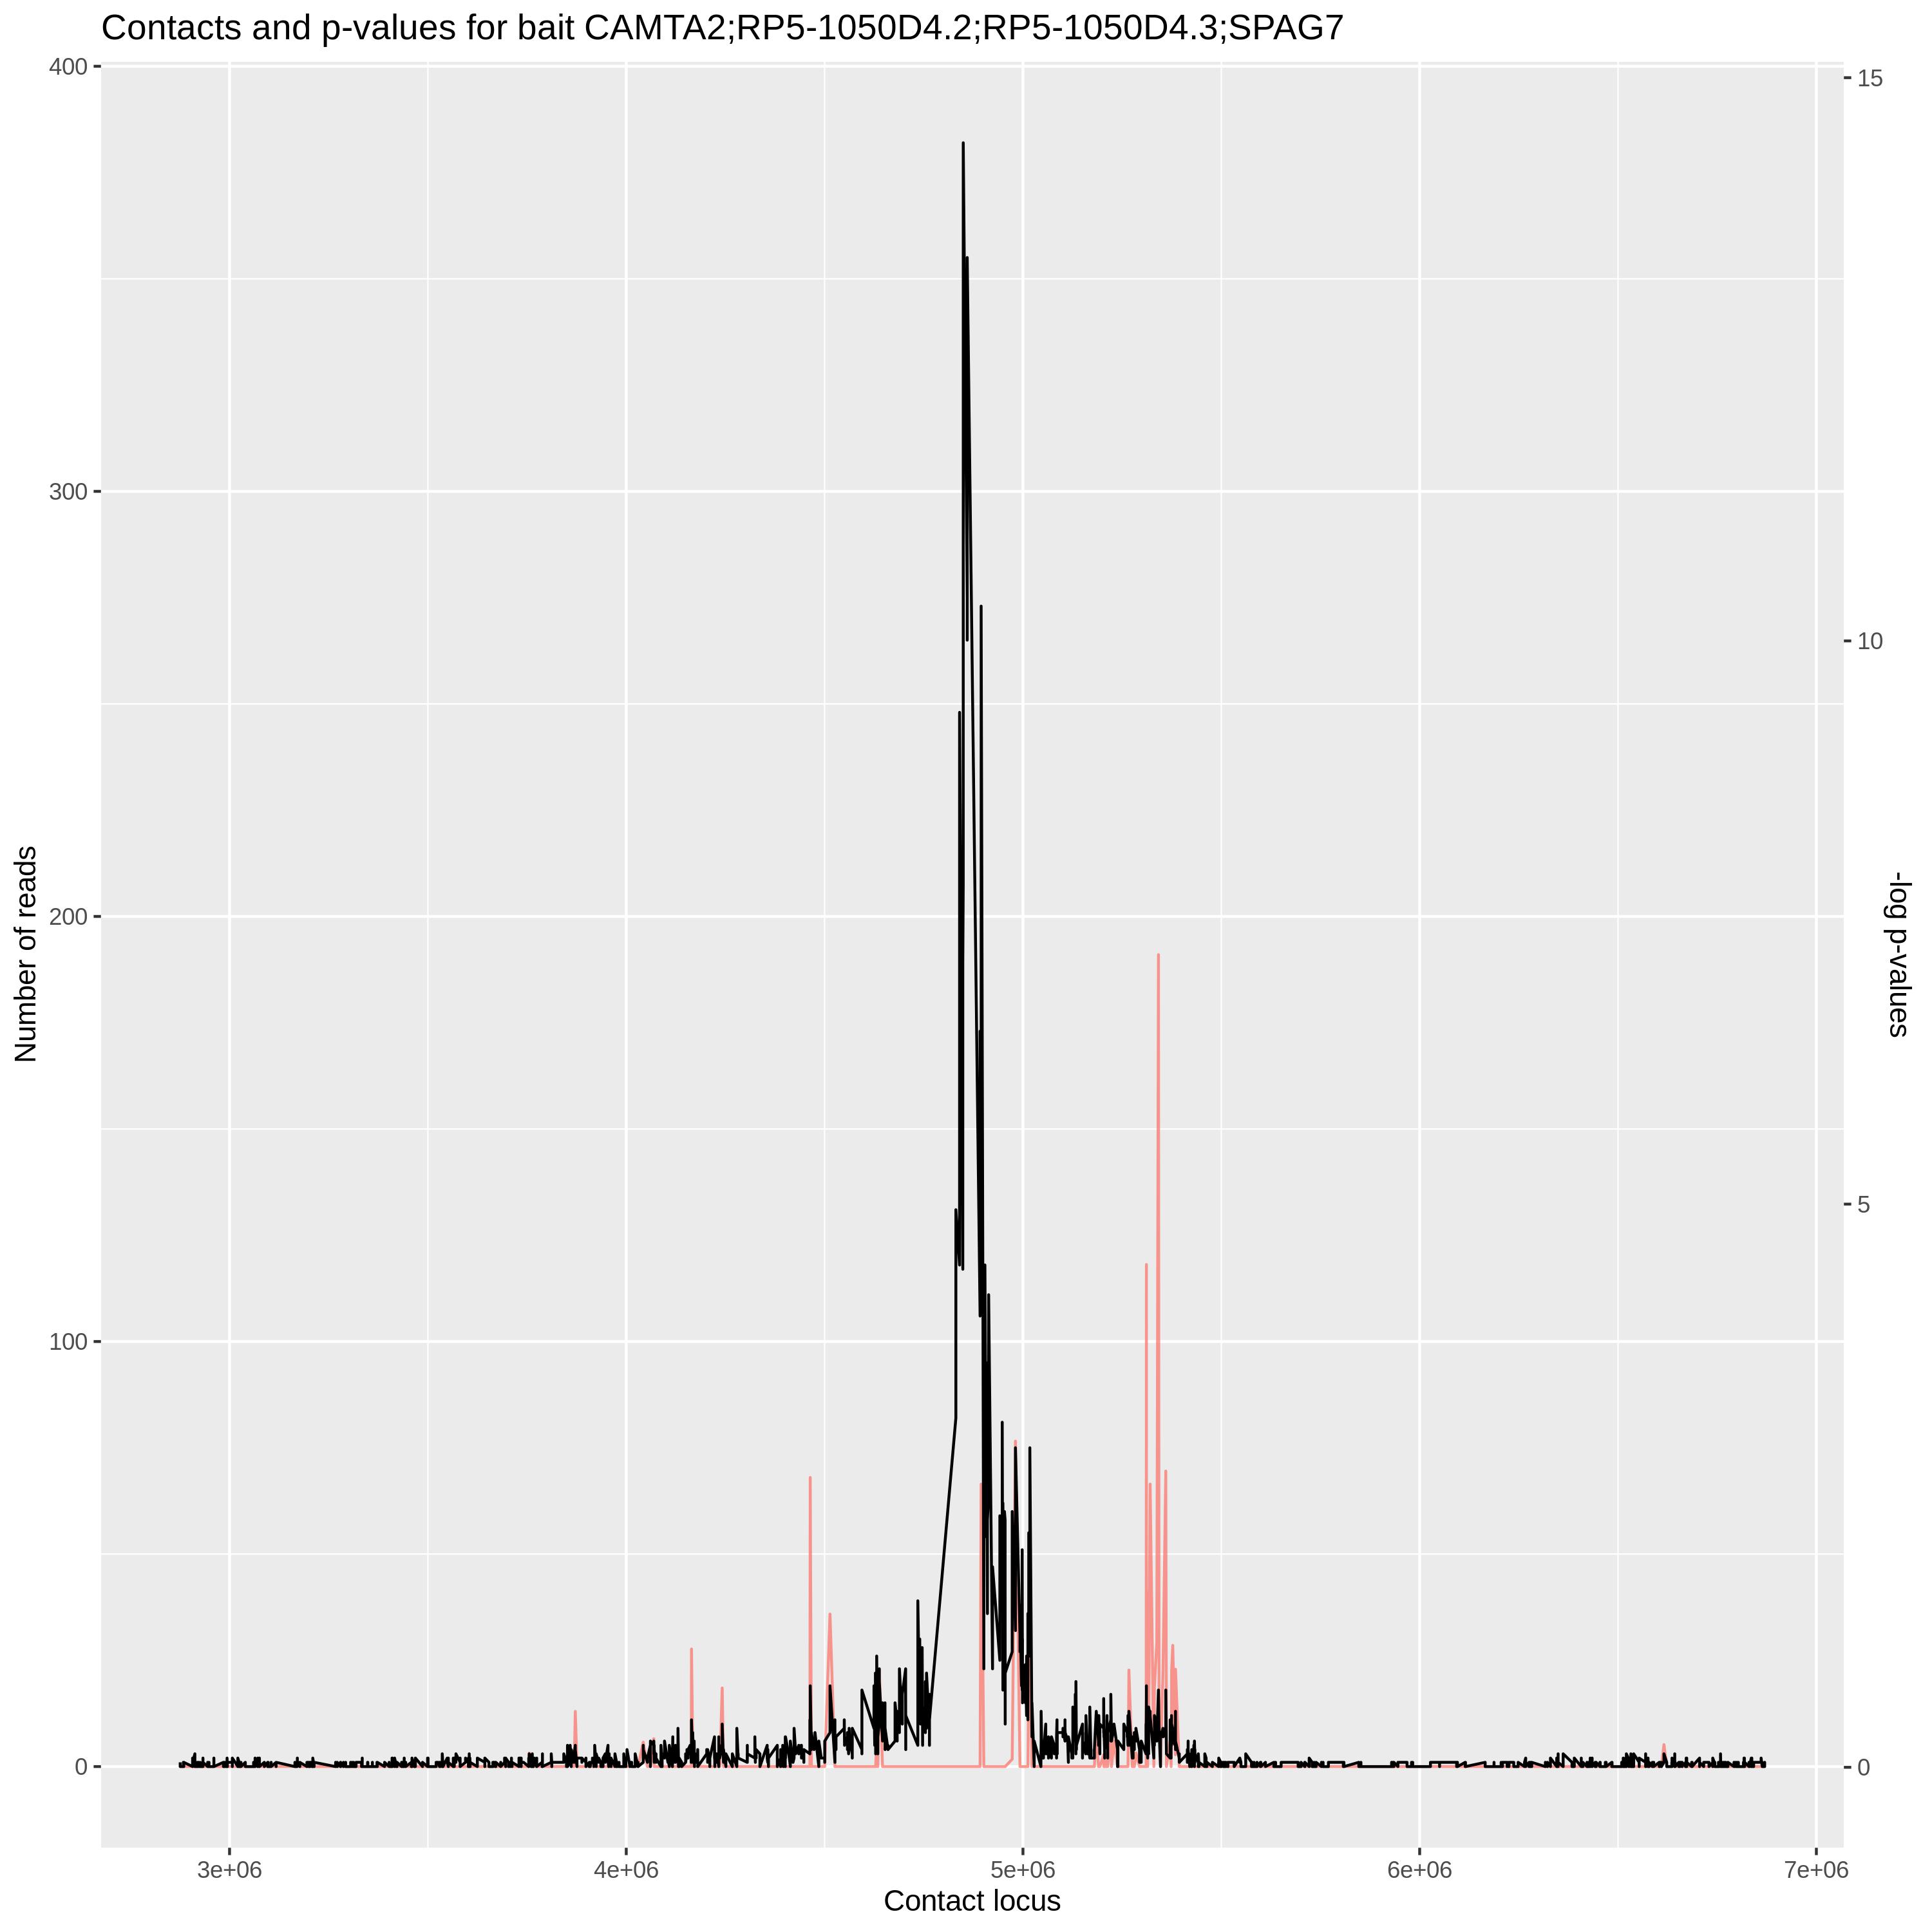 Contacts and p-values for bait CAMTA2;RP5-1050D4.2;RP5-1050D4.3;SPAG7
400
300
200
100
0
Number of reads
15
10
5
0
-log p-values
3e+06 4e+06 5e+06 6e+06 7e+06
Contact locus